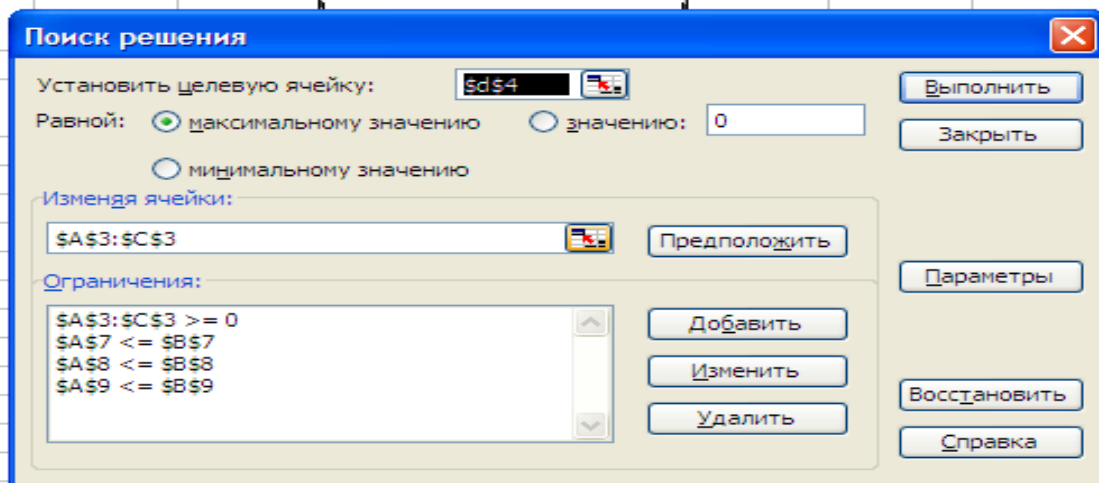 Поиск решения
Установить целевую ячейку: $d$4
Выполнить
Равной: максимальному значению значению: 0
Закрыть
минимальному значению
Изменяя ячейки:
$A$3:$C$3
Предположить
Ограничения:
Параметры
$A$3:$C$3 >= 0
$A$7 <= $B$7
$A$8 <= $B$8
$A$9 <= $B$9
Добавить
Изменить
Удалить
Восстановить
Справка